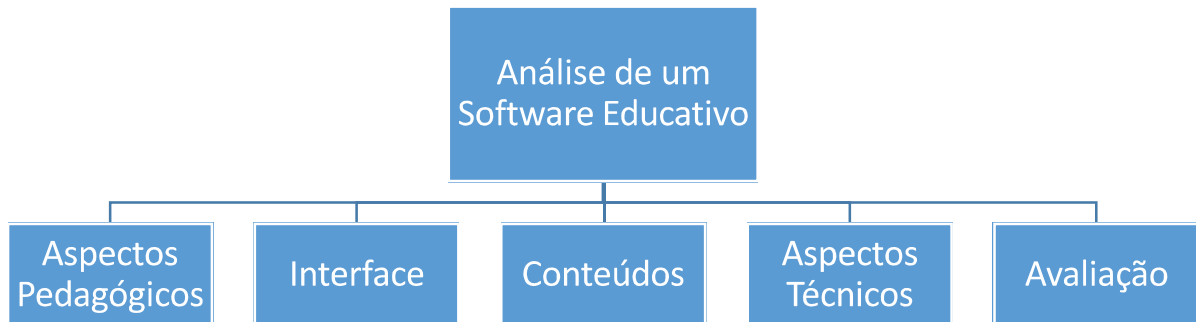 Análise de um
Software Educativo
Aspectos
Pedagógicos
Interface
Conteúdos
Aspectos
Técnicos
Avaliação